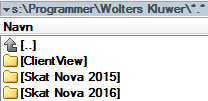 s:\Programmer\Wolters Kluwer\*.*
Navn
[..]
[ClientView]
[Skat Nova 2015]
[Skat Nova 2016]